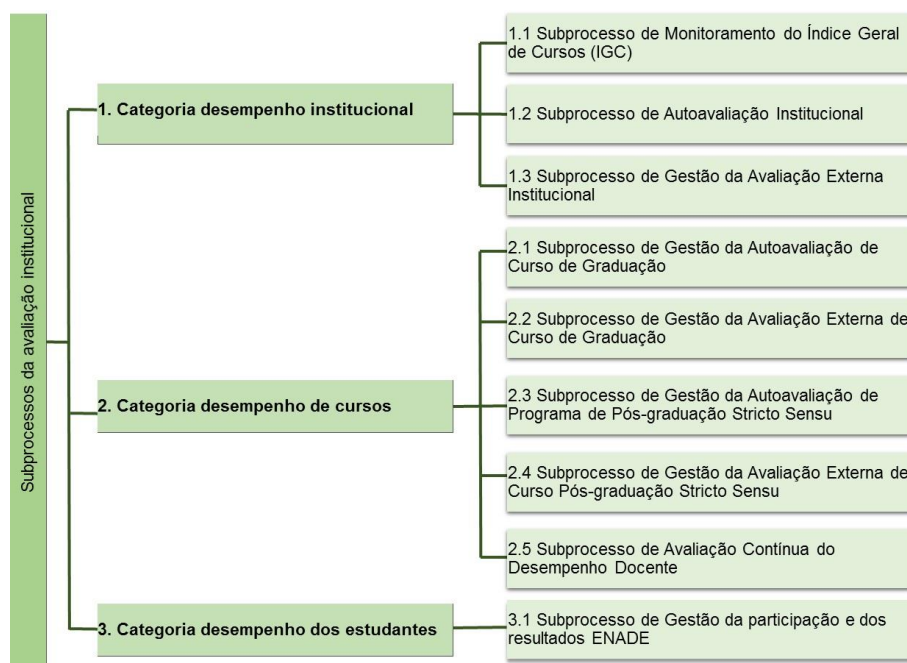 Subprocessos da avaliação institucional
1. Categoria desempenho institucional
1.1 Subprocesso de Monitoramento do Índice Geral
de Cursos (IGC)
1.2 Subprocesso de Autoavaliação Institucional
1.3 Subprocesso de Gestão da Avaliação Externa
Institucional
2. Categoria desempenho de cursos
2.1 Subprocesso de Gestão da Autoavaliação de
Curso de Graduação
2.2 Subprocesso de Gestão da Avaliação Externa de
Curso de Graduação
2.3 Subprocesso de Gestão da Autoavaliação de
Programa de Pós-graduação Stricto Sensu
2.4 Subprocesso de Gestão da Avaliação Externa de
Curso Pós-graduação Stricto Sensu
2.5 Subprocesso de Avaliação Contínua do
Desempenho Docente
3. Categoria desempenho dos estudantes
3.1 Subprocesso de Gestão da participação e dos
resultados ENADE